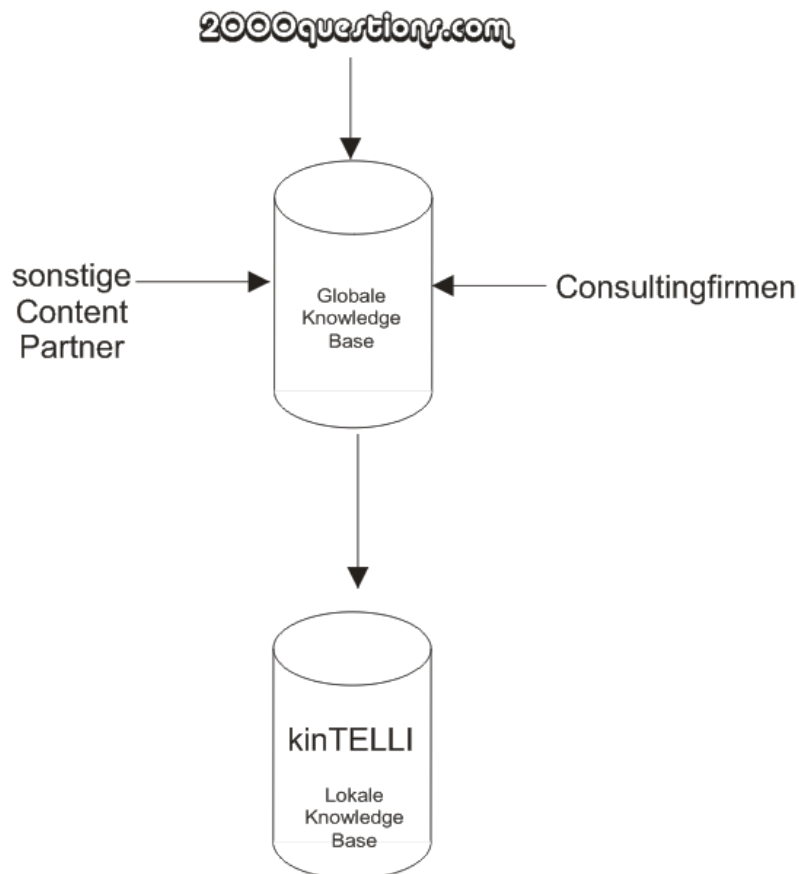 2000questions.com
sonstige
Content
Partner
Globale
Knowledge
Base
Consultingfirmen
kinTELLI
Lokale
Knowledge
Base